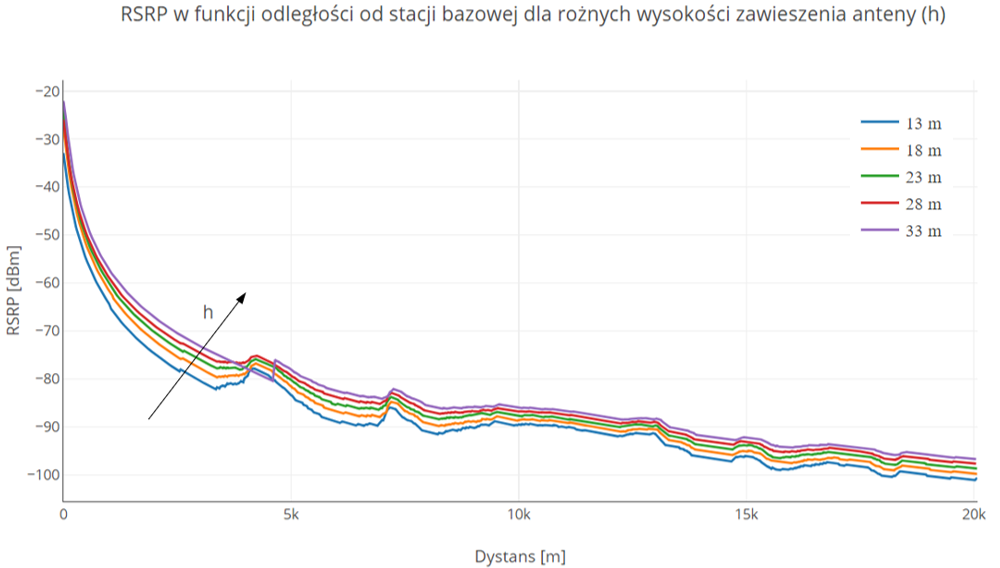 RSRP w funkcji odległości od stacji bazowej dla rożnych wysokości zawieszenia anteny (h)
−20
−30
−40
−50
−60
−70
−80
−90
−100
RSRP [dBm]
h
13 m
18 m
23 m
28 m
33 m
0
5k
10k
15k
20k
Dystans [m]